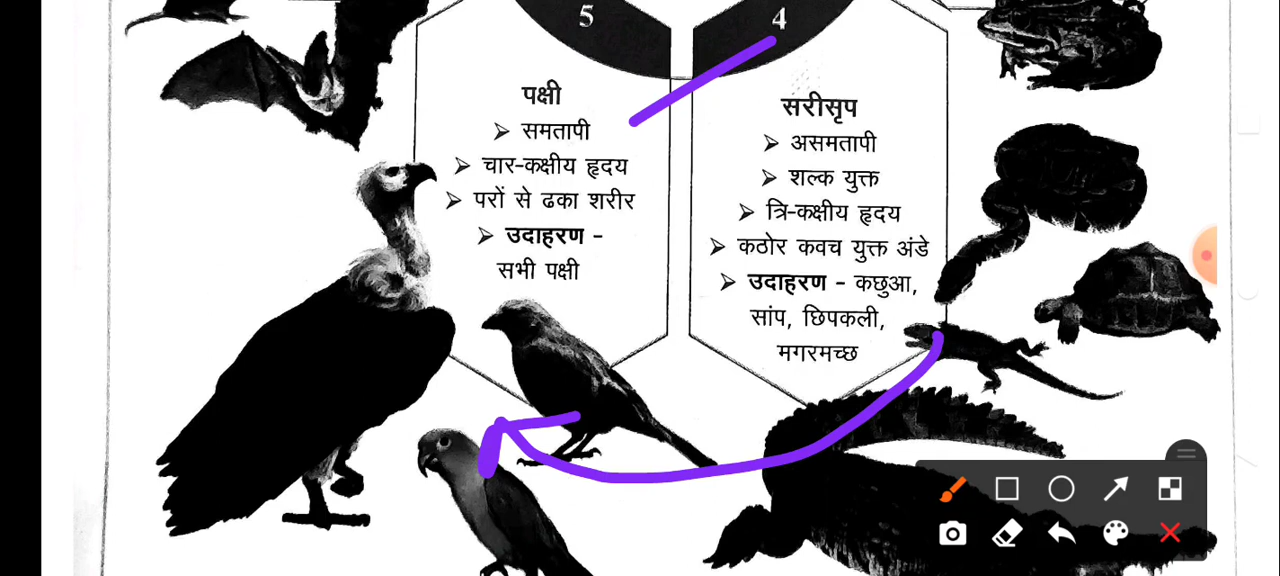 5
पक्षी
➢ समतापी
➢ चार-कक्षीय हृदय
➢ परों से ढका शरीर
➢ उदाहरण -
सभी पक्षी
4
सरीसृप
➢ असमतापी
➢ शल्क युक्त
➢ त्रि-कक्षीय हृदय
➢ कठोर कवच युक्त अंडे
➢ उदाहरण - कछुआ,
सांप, छिपकली,
मगरमच्छ